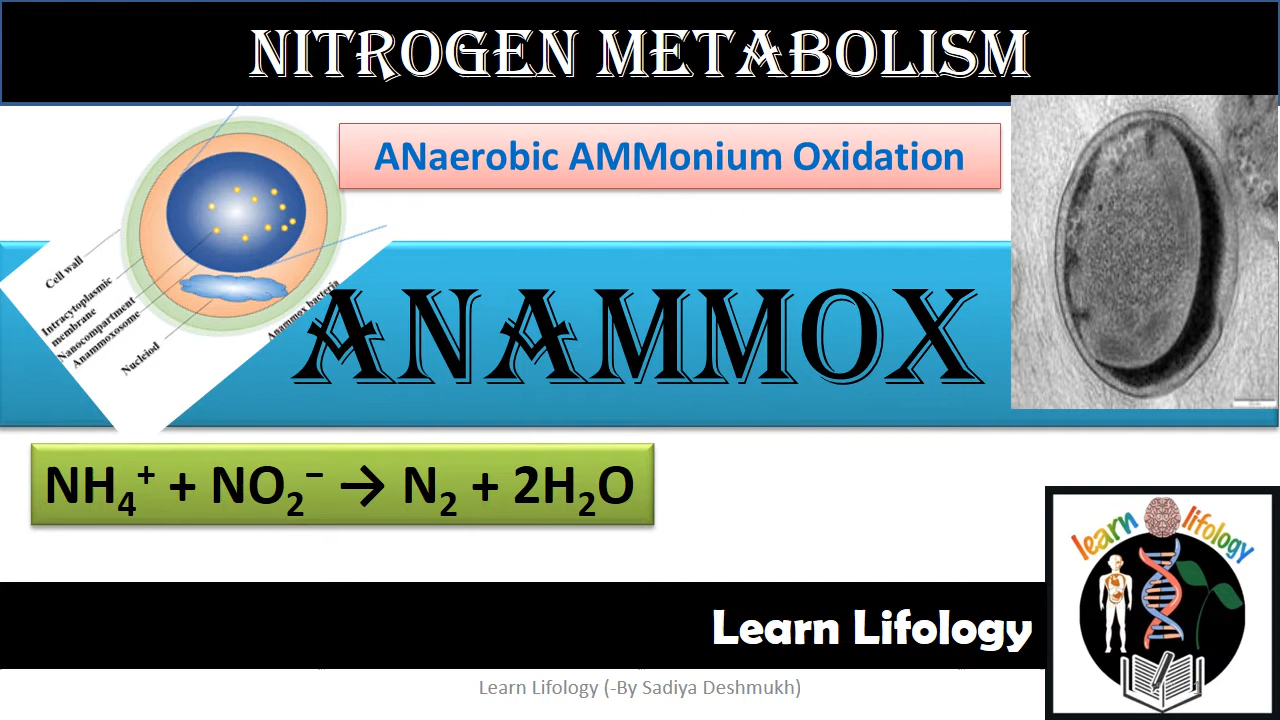 NITROGEN METABOLISM
ANaerobic AMMonium Oxidation
Cell wall
Intracytoplasmic
membrane
Nanocompartment
Anammoxosome
Nucleiod
Anammox bacteria
ANAMMOX
NH₄⁺ + NO₂⁻ → N₂ + 2H₂O
learn lifology
Learn Lifology
Learn Lifology (-By Sadiya Deshmukh)